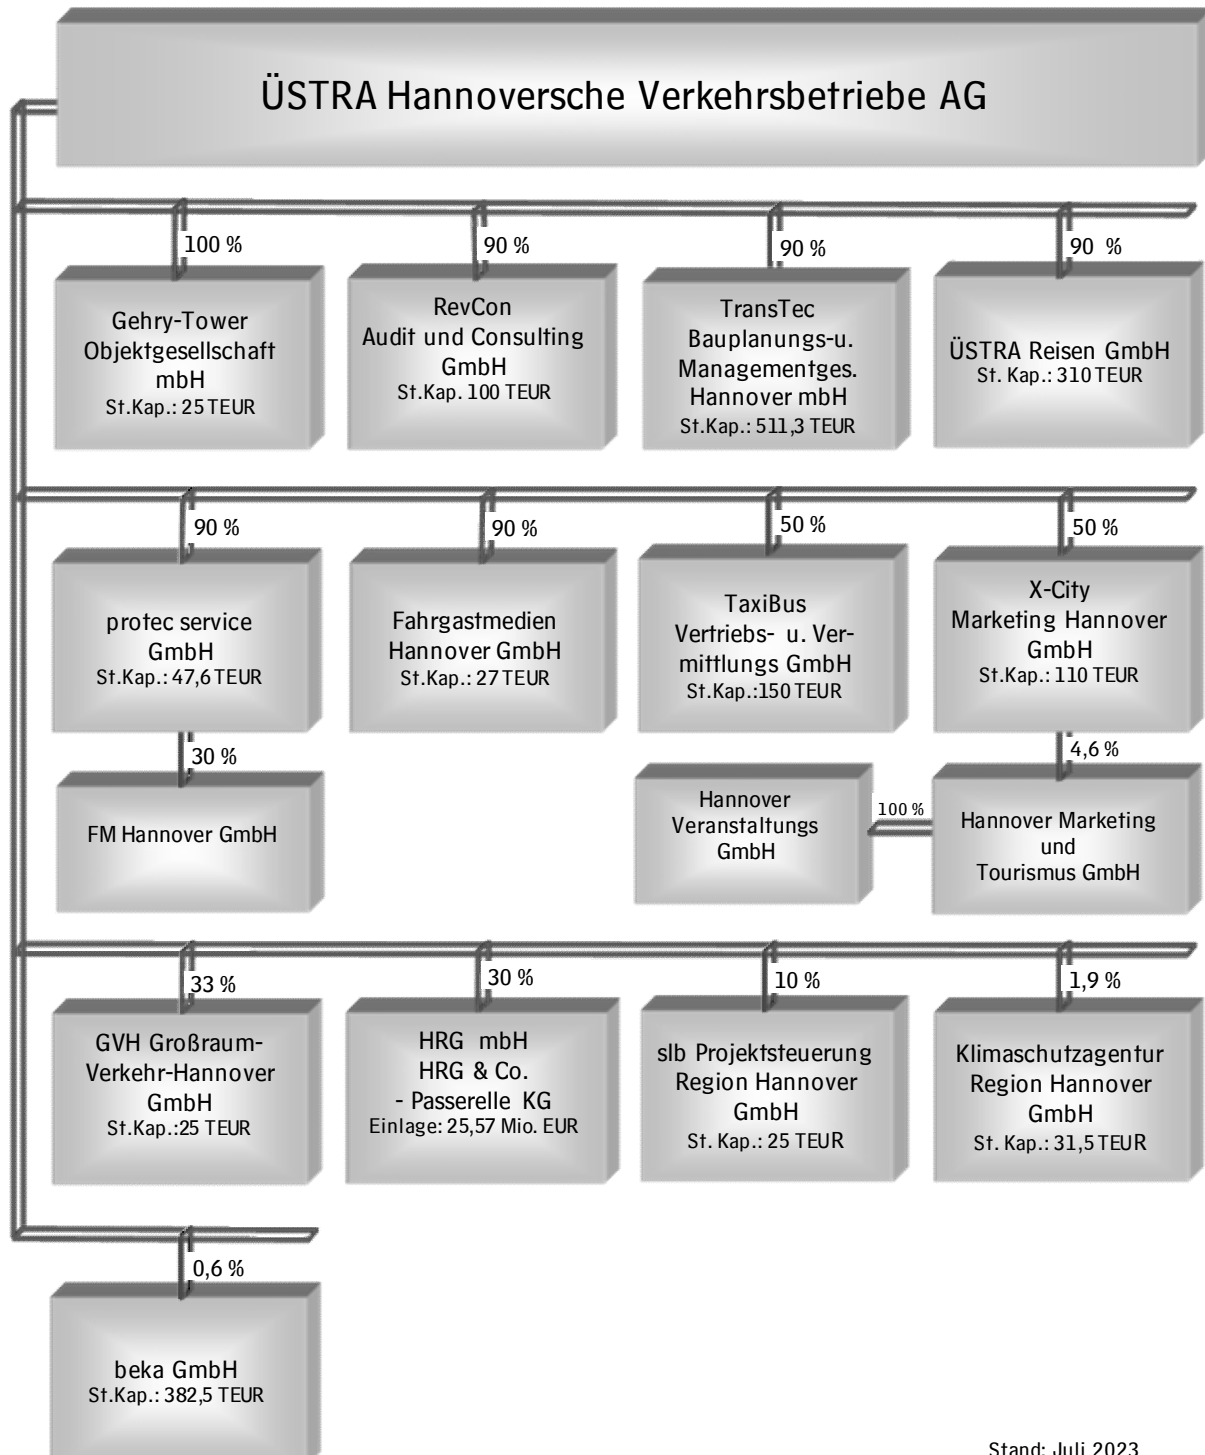 ÜSTRA Hannoversche Verkehrsbetriebe AG
100 %
90 %
90 %
90 %
Gehry-Tower
Objektgesellschaft
mbH
St.Kap.: 25 TEUR
RevCon
Audit und Consulting
GmbH
St.Kap. 100 TEUR
TransTec
Bauplanungs-u.
Managementges.
Hannover mbH
St.Kap.: 511,3 TEUR
ÜSTRA Reisen GmbH
St. Kap.: 310 TEUR
90 %
90 %
50 %
50 %
protec service
GmbH
St.Kap.: 47,6 TEUR
Fahrgastmedien
Hannover GmbH
St.Kap.: 27 TEUR
TaxiBus
Vertriebs- u. Ver-
mittlungs GmbH
St.Kap.:150 TEUR
X-City
Marketing Hannover
GmbH
St.Kap.: 110 TEUR
30 %
4,6 %
FM Hannover GmbH
Hannover
Veranstaltungs
GmbH
100 %
Hannover Marketing
und
Tourismus GmbH
33 %
30 %
10 %
1,9 %
GVH Großraum-
Verkehr-Hannover
GmbH
St.Kap.:25 TEUR
HRG mbH
HRG & Co.
- Passerelle KG
Einlage: 25,57 Mio. EUR
slb Projektsteuerung
Region Hannover
GmbH
St. Kap.: 25 TEUR
Klimaschutzagentur
Region Hannover
GmbH
St. Kap.: 31,5 TEUR
0,6 %
beka GmbH
St.Kap.: 382,5 TEUR
Stand: Juli 2023